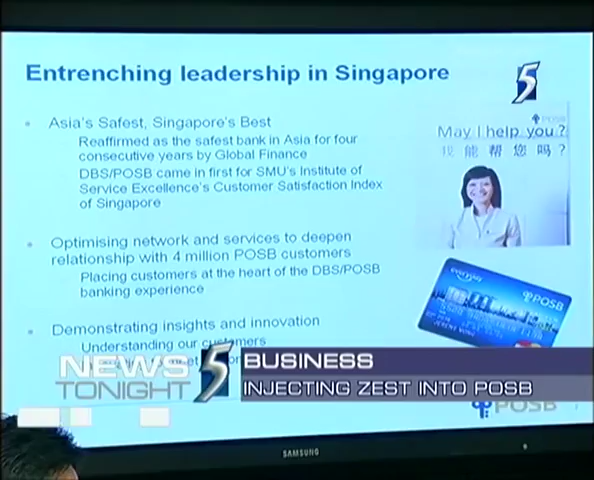 Entrenching leadership in Singapore
5
POSB
May I help you?
我能帮您吗?
• Asia's Safest, Singapore's Best
Reaffirmed as the safest bank in Asia for four
consecutive years by Global Finance
DBS/POSB came in first for SMU's Institute of
Service Excellence's Customer Satisfaction Index
of Singapore
• Optimising network and services to deepen
relationship with 4 million POSB customers
Placing customers at the heart of the DBS/POSB
banking experience
everyday
POSB
• Demonstrating insights and innovation
Understanding our customers
NEWS 5
TONIGHT
BUSINESS
INJECTING ZEST INTO POSB
POSB
SAMSUNG